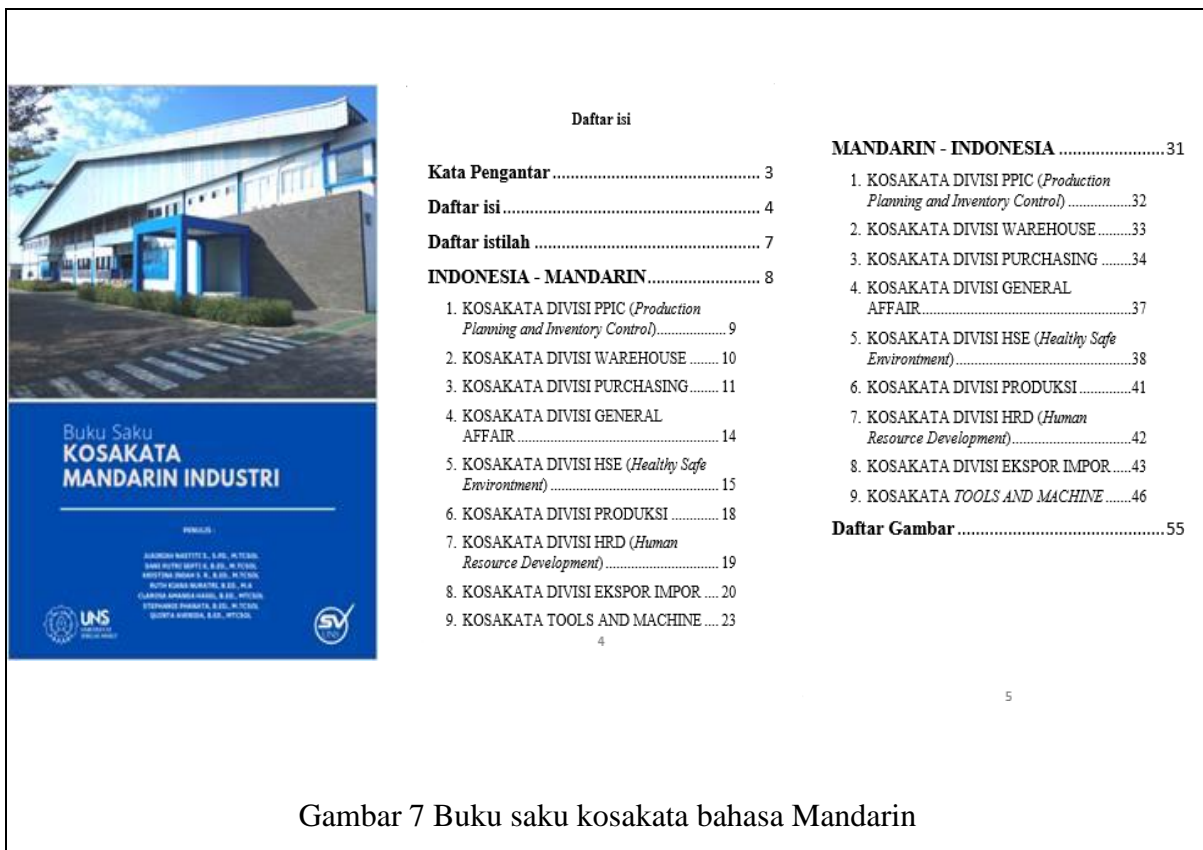 Buku Saku
KOSAKATA
MANDARIN INDUSTRI
PENULIS :
UNS
SV
UNS
Daftar isi
Kata Pengantar ............................................ 3
Daftar isi ..................................................... 4
Daftar istilah ............................................... 7
INDONESIA - MANDARIN ......................... 8
1. KOSAKATA DIVISI PPIC (Production
Planning and Inventory Control) .................. 9
2. KOSAKATA DIVISI WAREHOUSE ........ 10
3. KOSAKATA DIVISI PURCHASING ........ 11
4. KOSAKATA DIVISI GENERAL
AFFAIR ..................................................... 14
5. KOSAKATA DIVISI HSE (Healthy Safe
Environtment) ............................................. 15
6. KOSAKATA DIVISI PRODUKSI ............ 18
7. KOSAKATA DIVISI HRD (Human
Resource Development) .............................. 19
8. KOSAKATA DIVISI EKSPOR IMPOR .... 20
9. KOSAKATA TOOLS AND MACHINE .... 23
4
MANDARIN - INDONESIA ....................... 31
1. KOSAKATA DIVISI PPIC (Production
Planning and Inventory Control) .................32
2. KOSAKATA DIVISI WAREHOUSE .........33
3. KOSAKATA DIVISI PURCHASING ........34
4. KOSAKATA DIVISI GENERAL
AFFAIR ......................................................37
5. KOSAKATA DIVISI HSE (Healthy Safe
Environtment) .............................................38
6. KOSAKATA DIVISI PRODUKSI .............41
7. KOSAKATA DIVISI HRD (Human
Resource Development) ...............................42
8. KOSAKATA DIVISI EKSPOR IMPOR .....43
9. KOSAKATA TOOLS AND MACHINE .......46
Daftar Gambar .............................................55
5
Gambar 7 Buku saku kosakata bahasa Mandarin